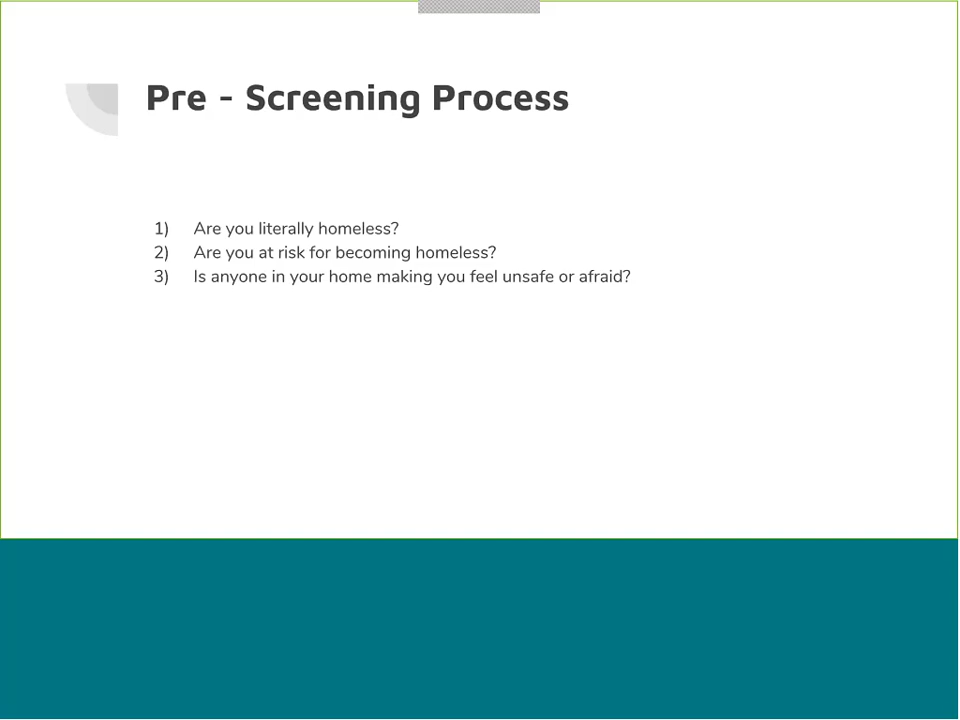 Pre - Screening Process
1) Are you literally homeless?
2) Are you at risk for becoming homeless?
3) Is anyone in your home making you feel unsafe or afraid?